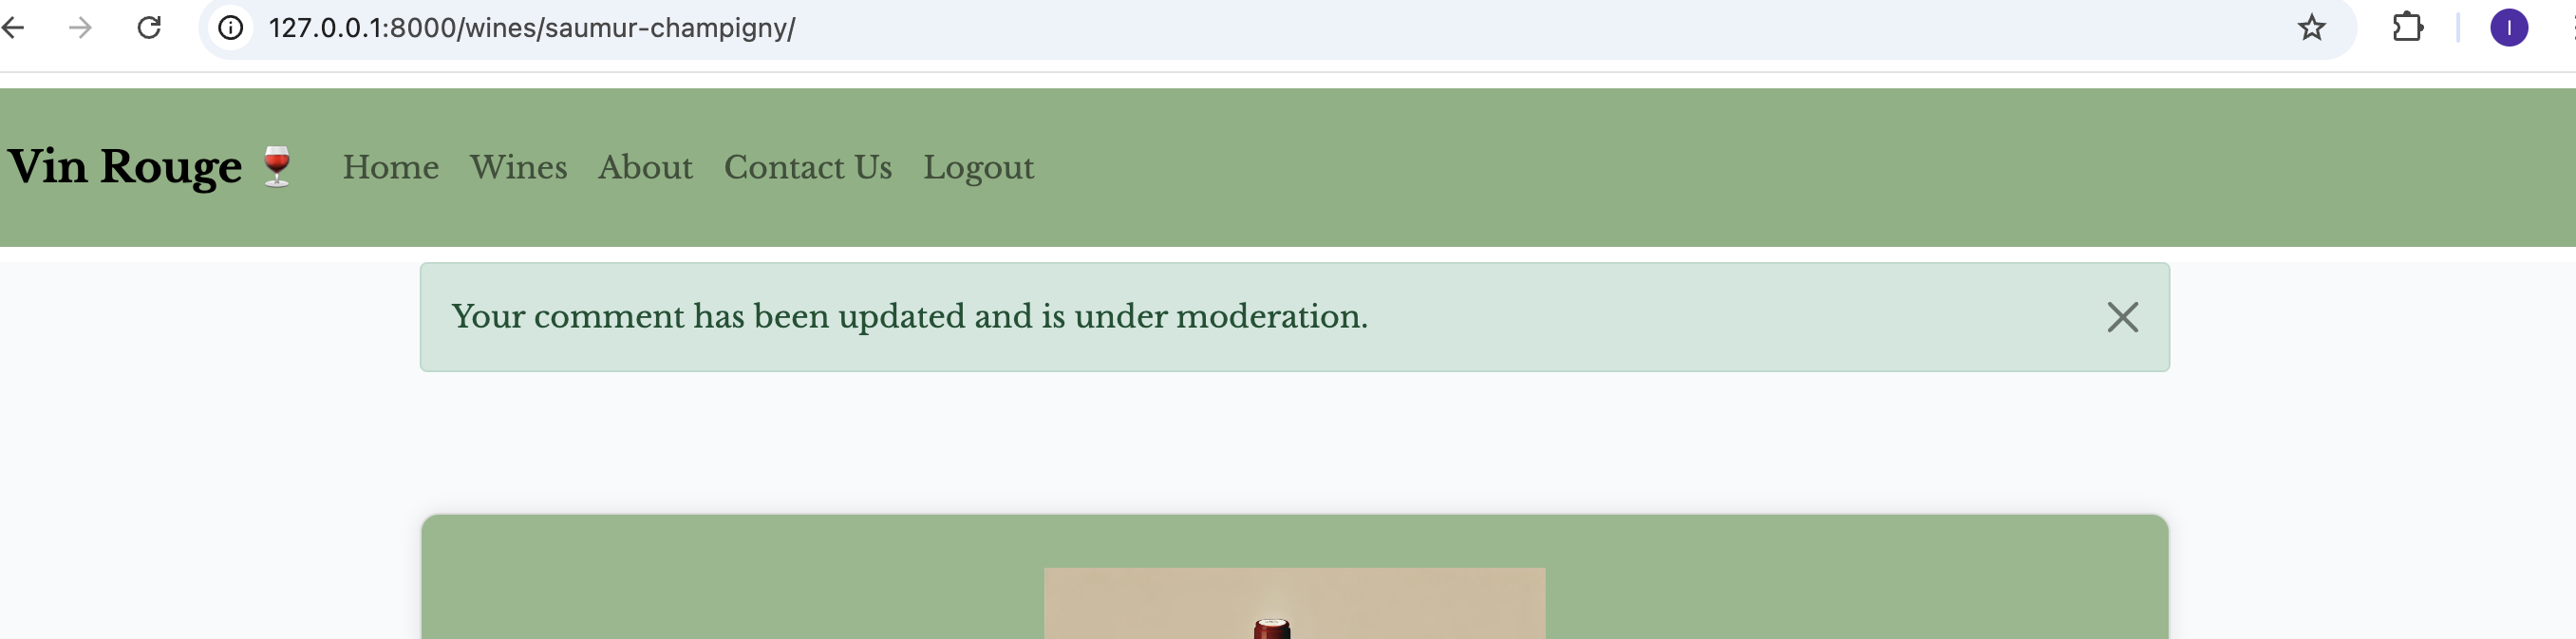 127.0.0.1:8000/wines/saumur-champigny/
I
Vin Rouge 🍷 Home Wines About Contact Us Logout
Your comment has been updated and is under moderation.